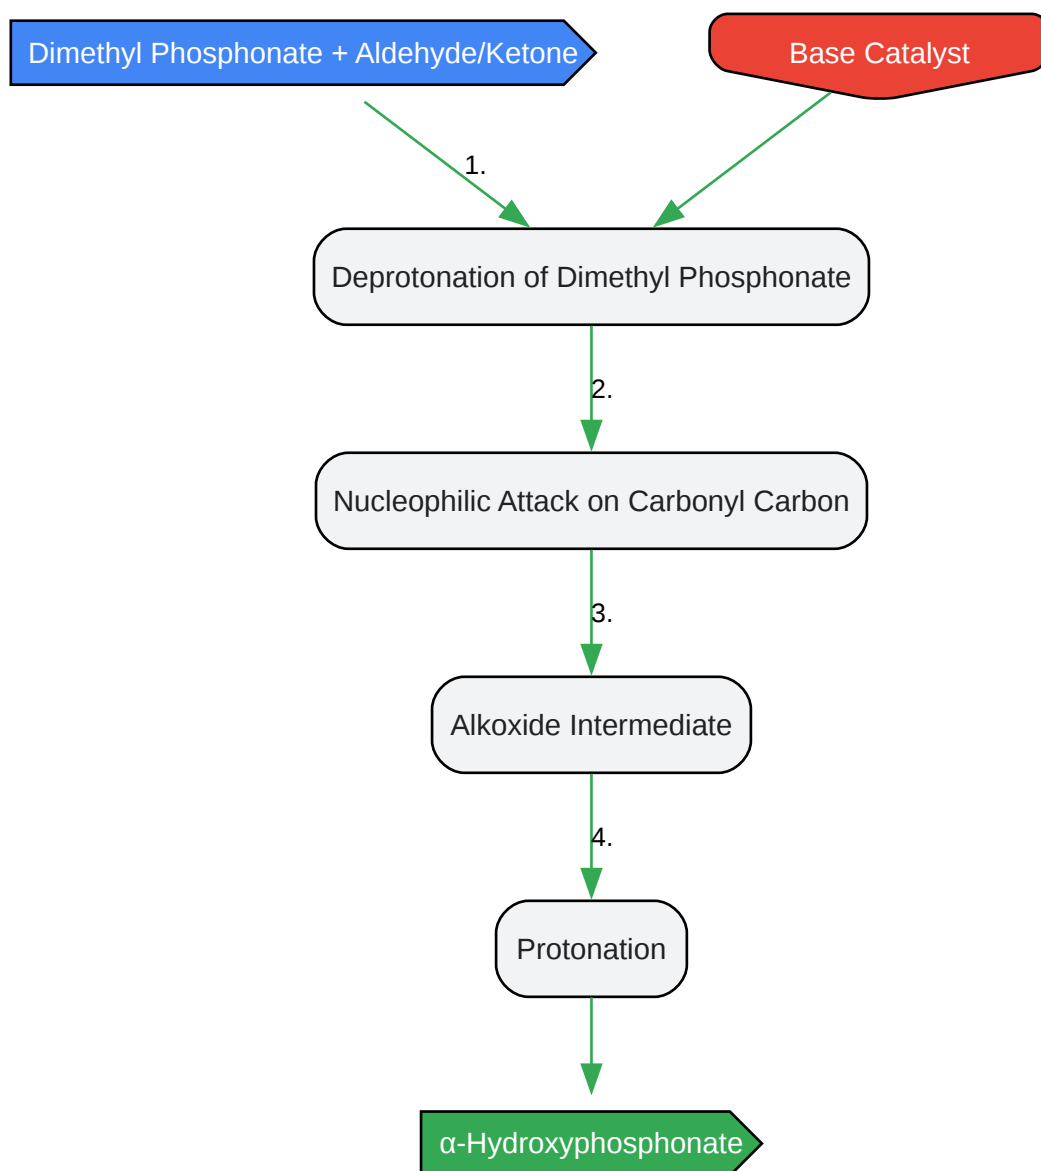 Dimethyl Phosphonate + Aldehyde/Ketone
Base Catalyst
1.
Deprotonation of Dimethyl Phosphonate
2.
Nucleophilic Attack on Carbonyl Carbon
3.
Alkoxide Intermediate
4.
Protonation
α-Hydroxyphosphonate